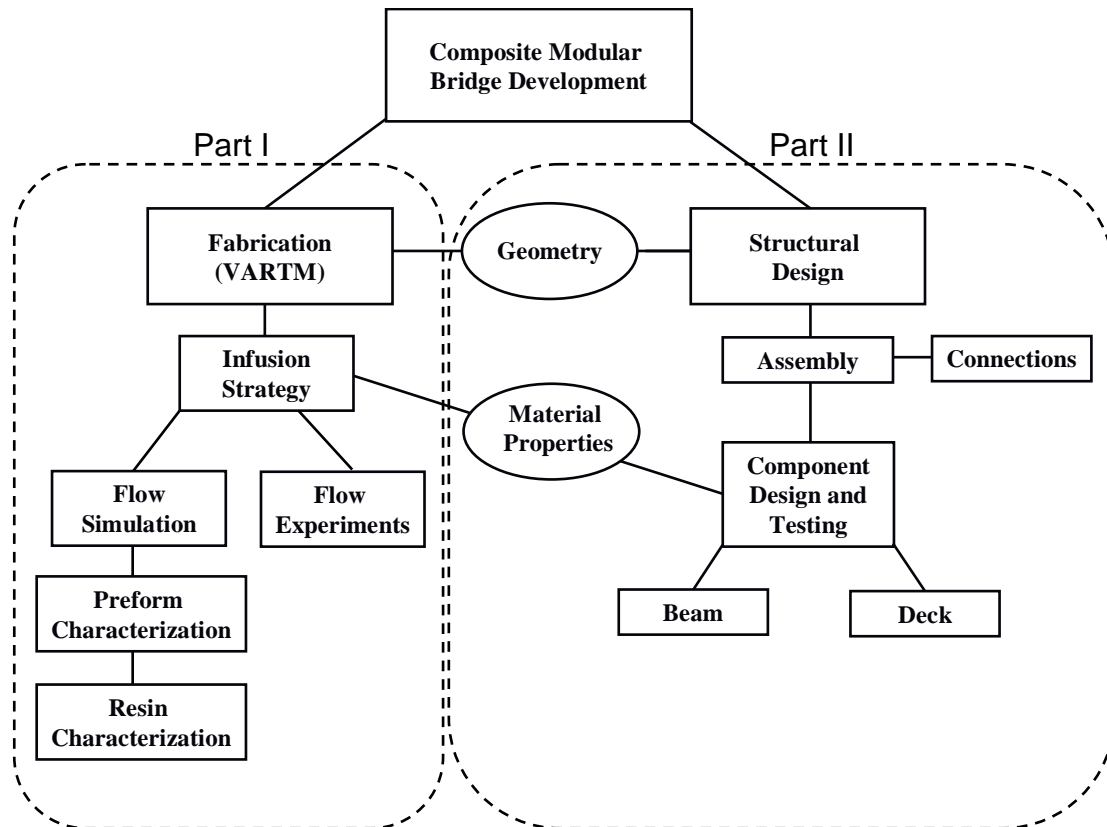 Composite Modular
Bridge Development
Part I
Part II
Fabrication
(VARTM)
Geometry
Structural
Design
Infusion
Strategy
Assembly
Connections
Material
Properties
Flow
Simulation
Flow
Experiments
Component
Design and
Testing
Preform
Characterization
Beam
Deck
Resin
Characterization